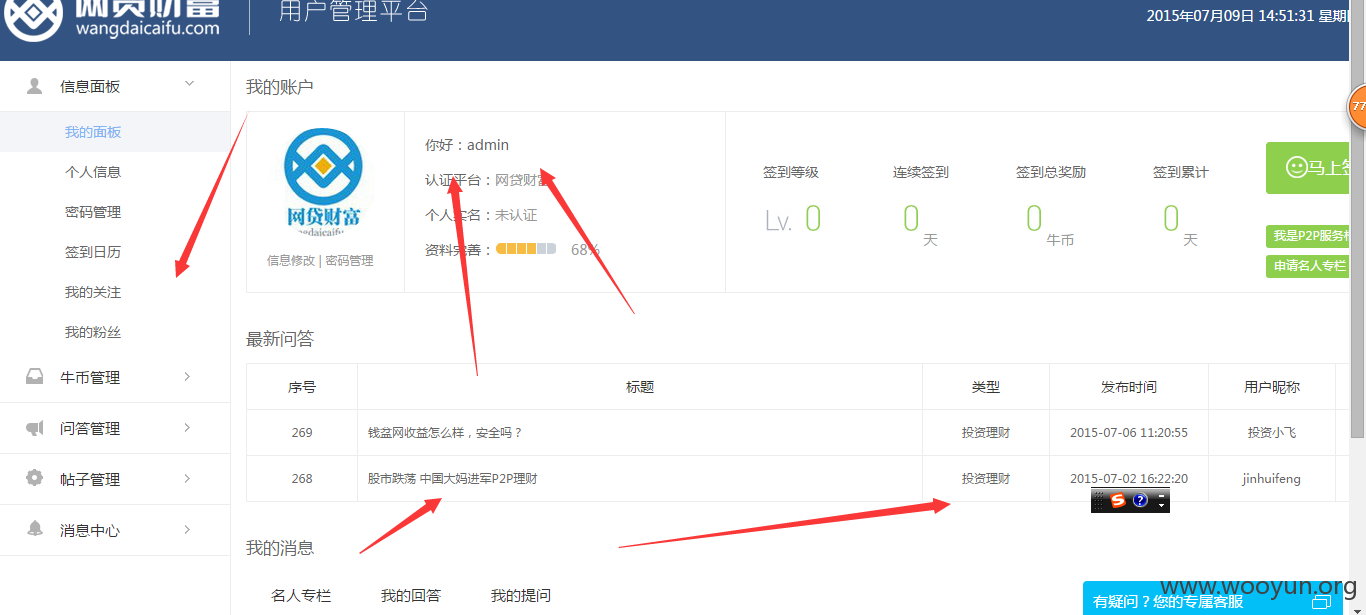 网贷财富
wangdaicaifu.com
用户管理平台
2015年07月09日 14:51:31 星期
信息面板
我的面板
个人信息
密码管理
签到日历
我的关注
我的粉丝
牛币管理
问答管理
帖子管理
消息中心
我的账户
网贷财富
信息修改 | 密码管理
你好：admin
认证平台：网贷财富
个人实名：未认证
资料完善： 68%
签到等级 连续签到 签到总奖励 签到累计
Lv. 0 0 天 0 牛币 0 天
马上签
我是P2P服务
申请名人专栏
77
最新问答
序号 标题 类型 发布时间 用户昵称
269 钱盆网收益怎么样，安全吗？ 投资理财 2015-07-06 11:20:55 投资小飞
268 股市跌荡 中国大妈进军P2P理财 投资理财 2015-07-02 16:22:20 jinhuifeng
我的消息
名人专栏 我的回答 我的提问
www.wooyun.org
有疑问？您的专属客服